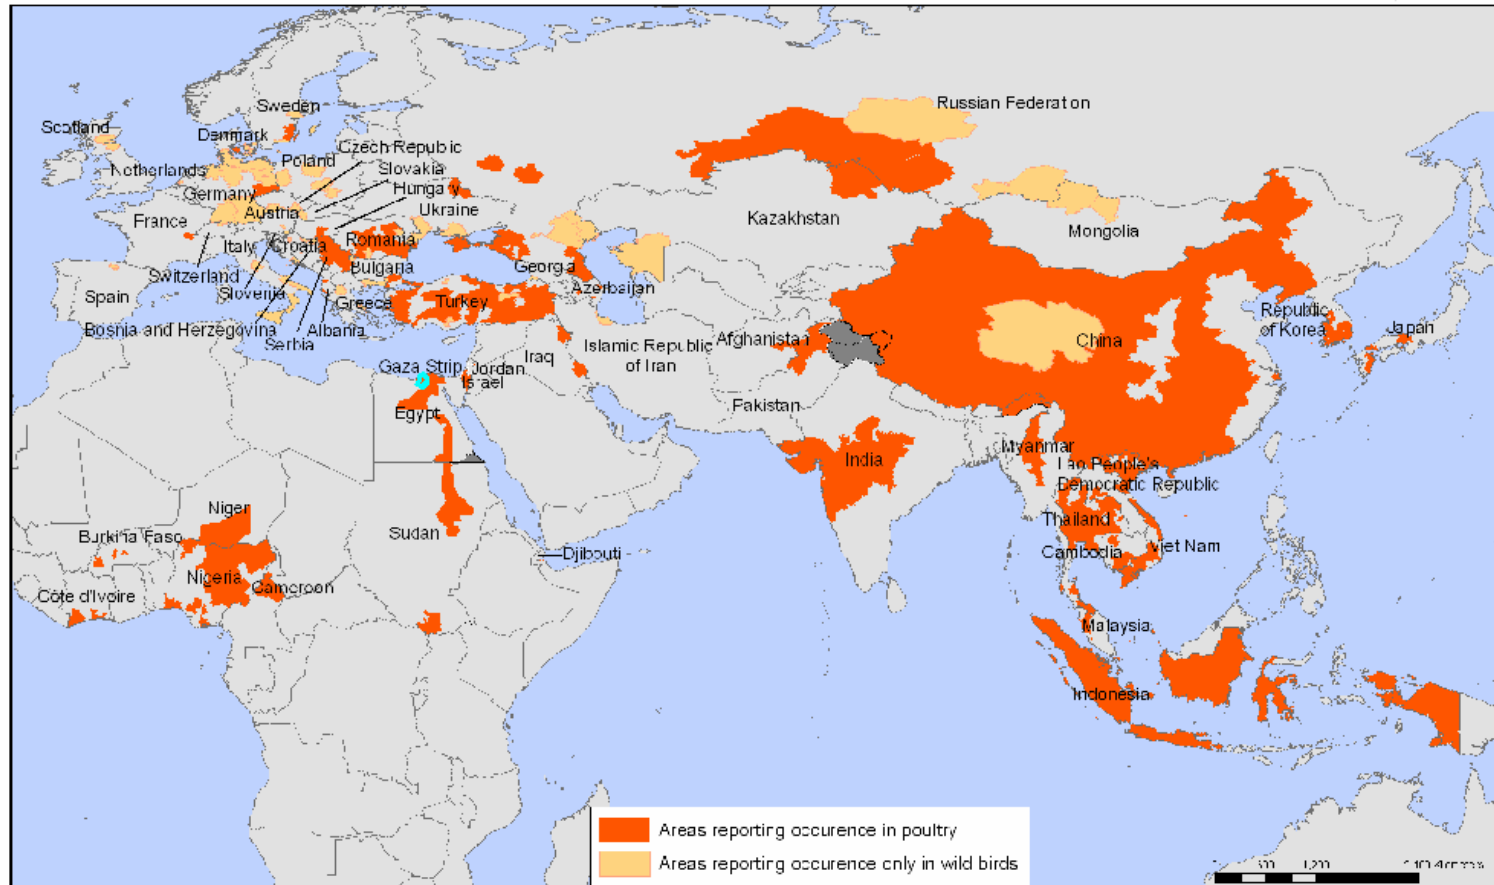 Sweden
Russian Federation
Scotland
Denmark
Czech Republic
Poland
Slovakia
Netherlands
Hungary
Germany
Austria
Ukraine
Kazakhstan
France
Mongolia
Italy
Croatia
Romania
Switzerland
Bulgaria
Georgia
Slovenija
Azerbaijan
Spain
Greece
Turkey
Bosnia and Herzegovina
Albania
Serbia
Republic
of Korea
Japan
Afghanistan
China
Islamic Republic
of Iran
Iraq
Gaza Strip
Jordan
Israel
Pakistan
Egypt
Myanmar
India
Lao People's
Democratic Republic
Niger
Thailand
Sudan
Burkina Faso
Djibouti
Cambodia
Viet Nam
Nigeria
Cameroon
Côte d'Ivoire
Malaysia
Indonesia
Areas reporting occurence in poultry
Areas reporting occurence only in wild birds